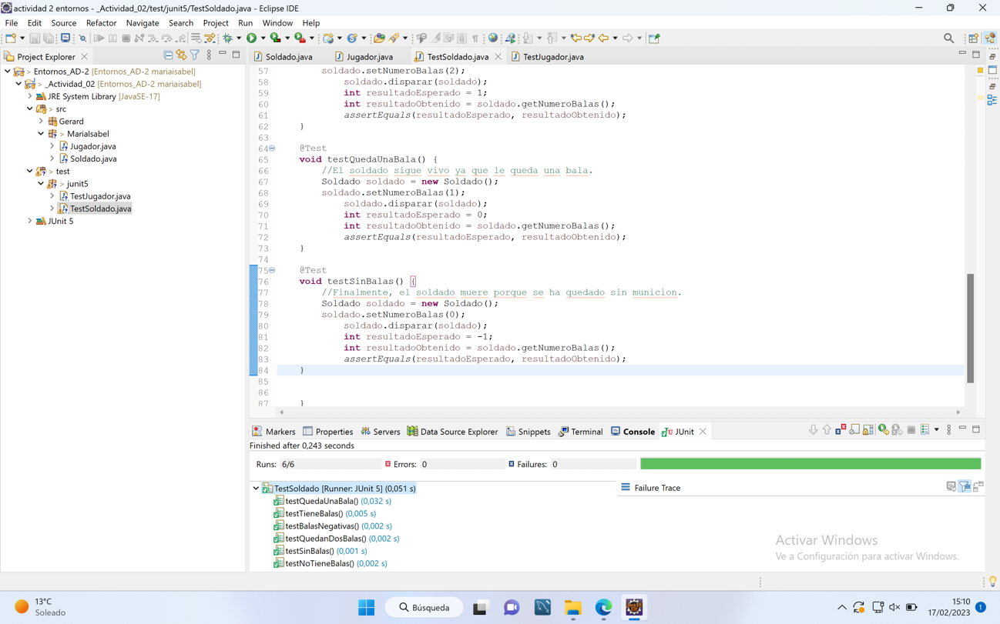 actividad 2 entornos - _Actividad_02/test/junit5/TestSoldado.java - Eclipse IDE
File Edit Source Refactor Navigate Search Project Run Window Help
Project Explorer
Entornos_AD-2 [Entornos_AD-2 mariaisabel]
> _Actividad_02 [Entornos_AD-2 mariaisabel]
JRE System Library [JavaSE-17]
> src
Gerard
> MariaIsabel
Jugador.java
Soldado.java
> test
> junit5
TestJugador.java
TestSoldado.java
JUnit 5
Soldado.java Jugador.java TestSoldado.java TestJugador.java
57 soldado.setNumeroBalas(2);
58 soldado.disparar(soldado);
59 int resultadoEsperado = 1;
60 int resultadoObtenido = soldado.getNumeroBalas();
61 assertEquals(resultadoEsperado, resultadoObtenido);
62 }
63
64 @Test
65 void testQuedaUnaBala() {
66 //El soldado sigue vivo ya que le queda una bala.
67 Soldado soldado = new Soldado();
68 soldado.setNumeroBalas(1);
69 soldado.disparar(soldado);
70 int resultadoEsperado = 0;
71 int resultadoObtenido = soldado.getNumeroBalas();
72 assertEquals(resultadoEsperado, resultadoObtenido);
73 }
74
75 @Test
76 void testSinBalas() {
77 //Finalmente, el soldado muere porque se ha quedado sin municion.
78 Soldado soldado = new Soldado();
79 soldado.setNumeroBalas(0);
80 soldado.disparar(soldado);
81 int resultadoEsperado = -1;
82 int resultadoObtenido = soldado.getNumeroBalas();
83 assertEquals(resultadoEsperado, resultadoObtenido);
84 }
85
86
87 }
Markers Properties Servers Data Source Explorer Snippets Terminal Console JUnit
Finished after 0,243 seconds
Runs: 6/6 Errors: 0 Failures: 0
TestSoldado [Runner: JUnit 5] (0,051 s)
Failure Trace
testQuedaUnaBala() (0,032 s)
testTieneBalas() (0,005 s)
testBalasNegativas() (0,002 s)
testQuedanDosBalas() (0,002 s)
testSinBalas() (0,001 s)
testNoTieneBalas() (0,002 s)
Activar Windows
Ve a Configuración para activar Windows.
13°C
Soleado
Búsqueda
15:10
17/02/2023
1